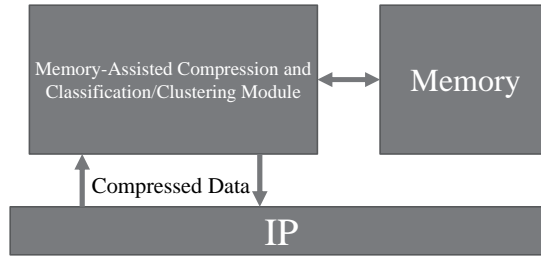 Memory-Assisted Compression and
Classification/Clustering Module
Memory
Compressed Data
IP